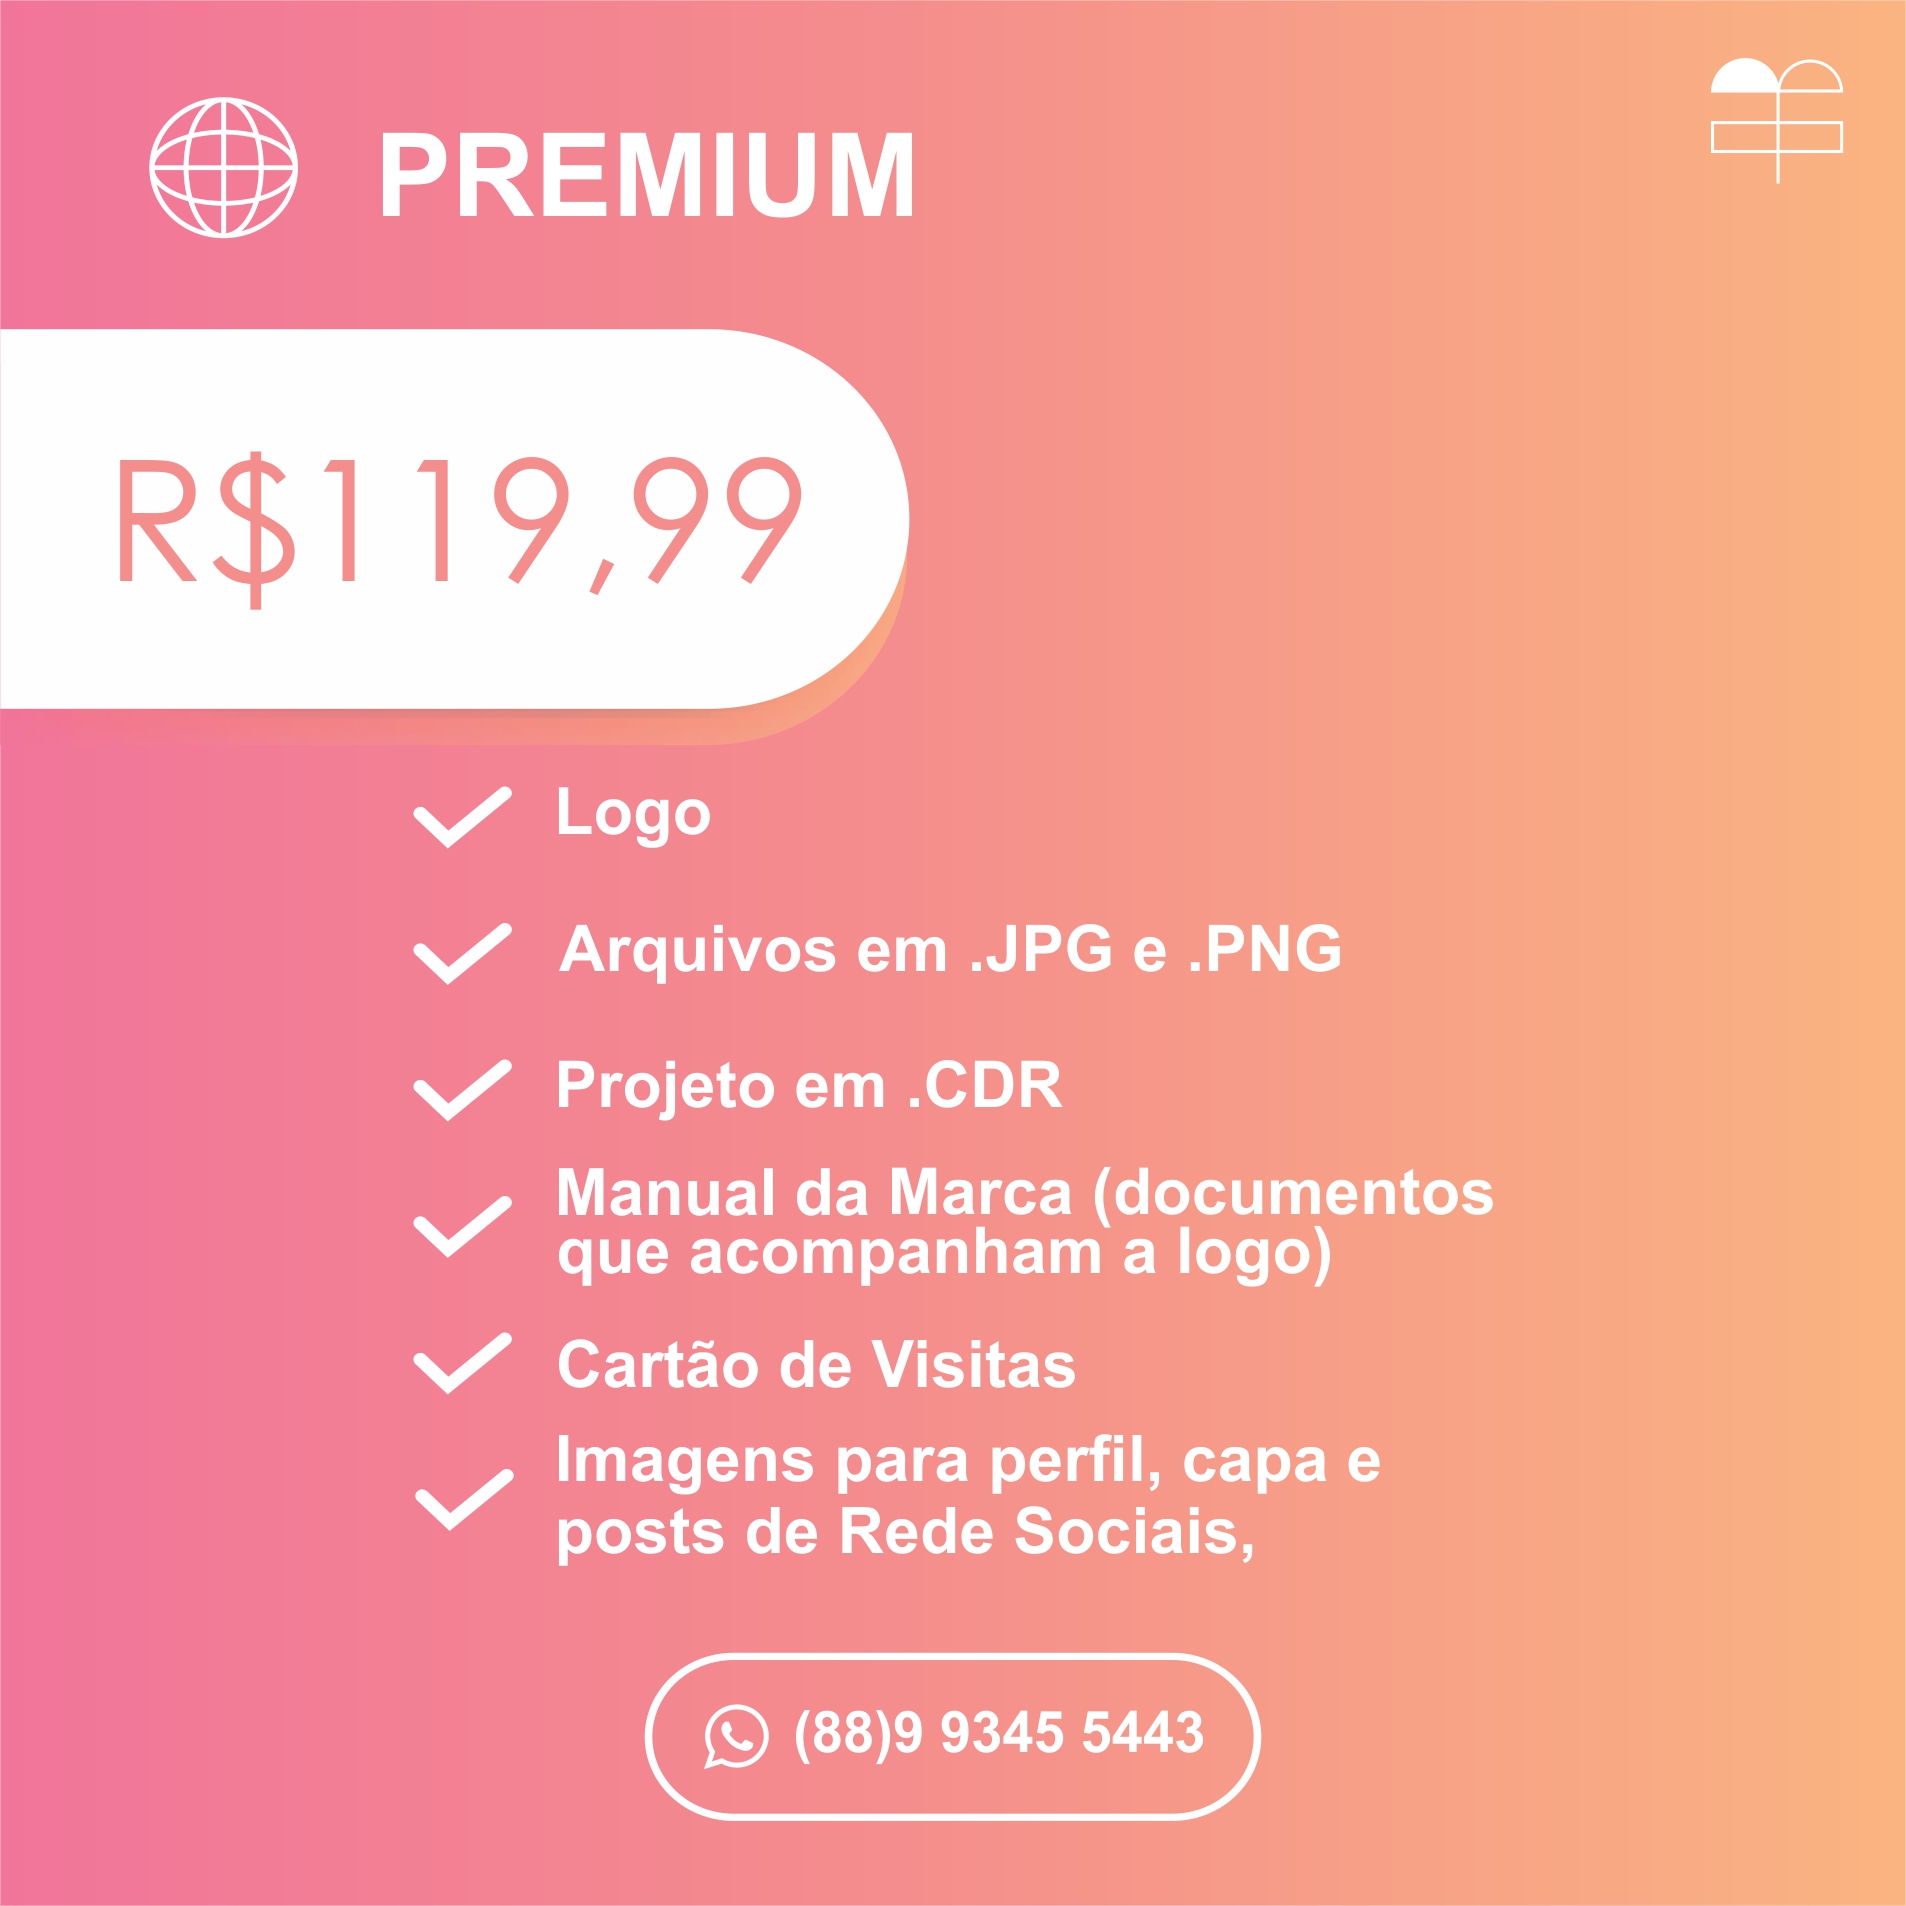 PREMIUM
R$119,99
Logo
Arquivos em .JPG e .PNG
Projeto em .CDR
Manual da Marca (documentos
que acompanham a logo)
Cartão de Visitas
Imagens para perfil, capa e
posts de Rede Sociais,
(88)9 9345 5443